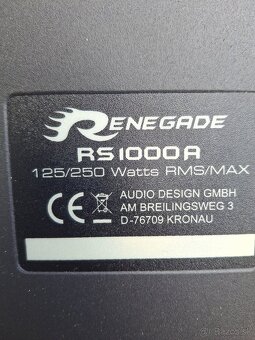 RENEGADE
RS1000A
125/250 Watts RMS/MAX
CE
AUDIO DESIGN GMBH
AM BREILINGSWEG 3
D-76709 KRONAU